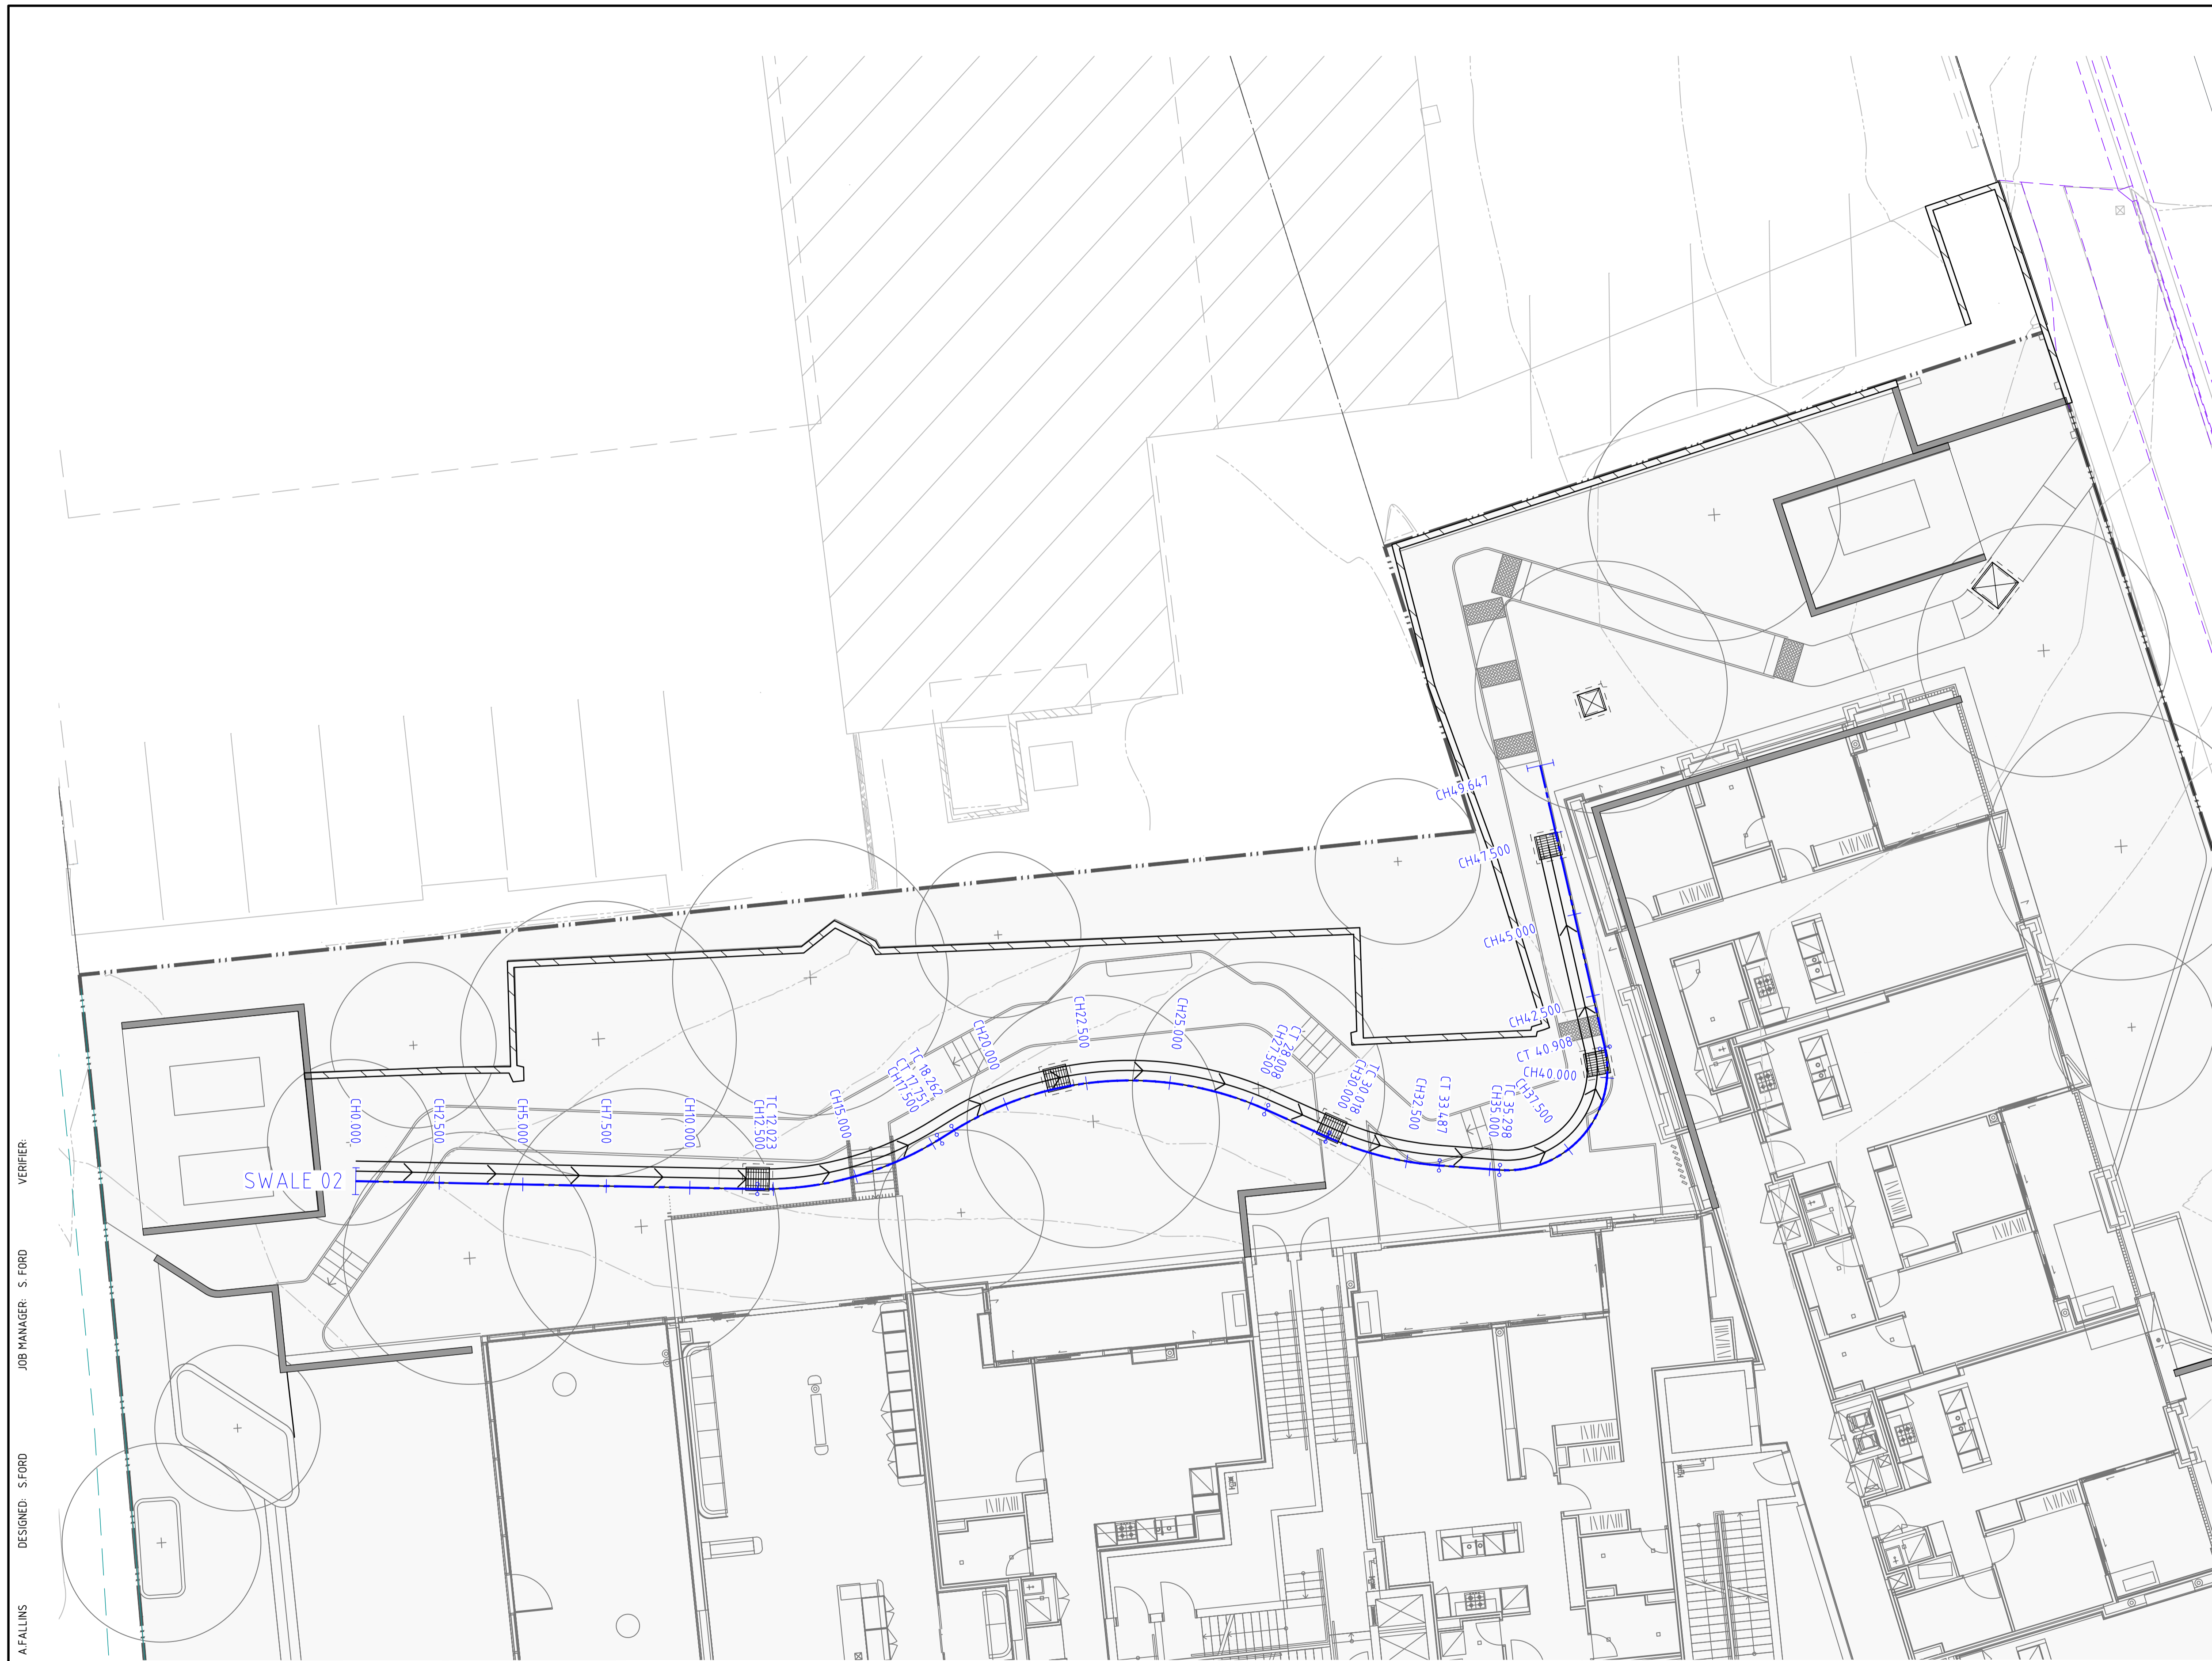 CH49.647
CH47.500
CH45.000
CH42.500
CT 40.908
CH40.000
CH37.500
TC 35.298
CH35.000
CT 33.487
CH32.500
TC 30.018
CH30.000
CT 28.008
CH27.500
CH25.000
CH22.500
CH20.000
TC 18.262
CT 17.751
CH17.500
CH15.000
TC 12.023
CH12.500
CH10.000
CH7.500
CH5.000
CH2.500
CH0.000
SWALE 02
VERIFIER:
JOB MANAGER: S. FORD
DESIGNED: S.FORD
A.FALLINS